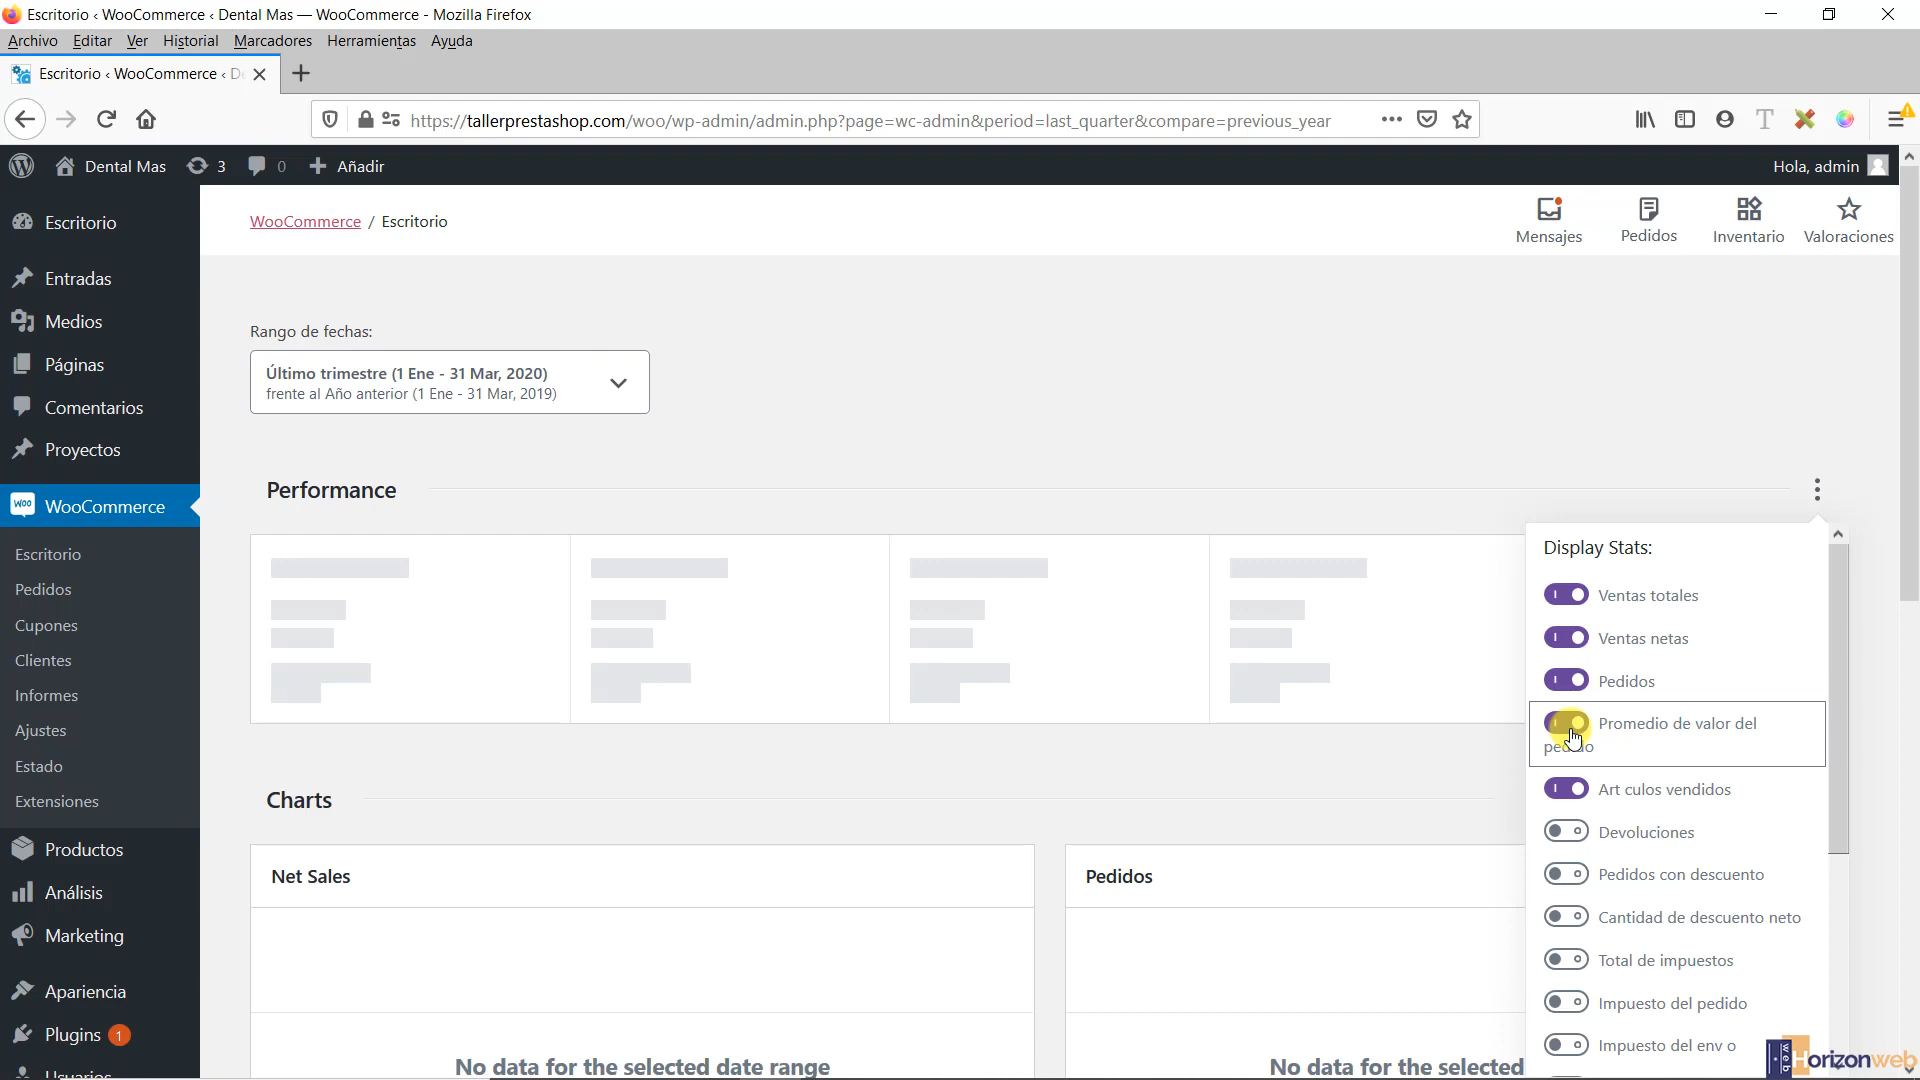 Escritorio ‹ WooCommerce ‹ Dental Mas — WooCommerce - Mozilla Firefox
Archivo Editar Ver Historial Marcadores Herramientas Ayuda
Escritorio ‹ WooCommerce ‹ D
https://tallerprestashop.com/woo/wp-admin/admin.php?page=wc-admin&period=last_quarter&compare=previous_year
Dental Mas 3 0 Añadir Hola, admin
Escritorio
Entradas
Medios
Páginas
Comentarios
Proyectos
WooCommerce
Escritorio
Pedidos
Cupones
Clientes
Informes
Ajustes
Estado
Extensiones
Productos
Análisis
Marketing
Apariencia
Plugins 1
Usuarios
WooCommerce / Escritorio
Mensajes Pedidos Inventario Valoraciones
Rango de fechas:
Último trimestre (1 Ene - 31 Mar, 2020)
frente al Año anterior (1 Ene - 31 Mar, 2019)
Performance
Display Stats:
Ventas totales
Ventas netas
Pedidos
Promedio de valor del
pedido
Art culos vendidos
Devoluciones
Pedidos con descuento
Cantidad de descuento neto
Total de impuestos
Impuesto del pedido
Impuesto del env o
Charts
Net Sales
No data for the selected date range
Pedidos
No data for the selected
web Horizonweb